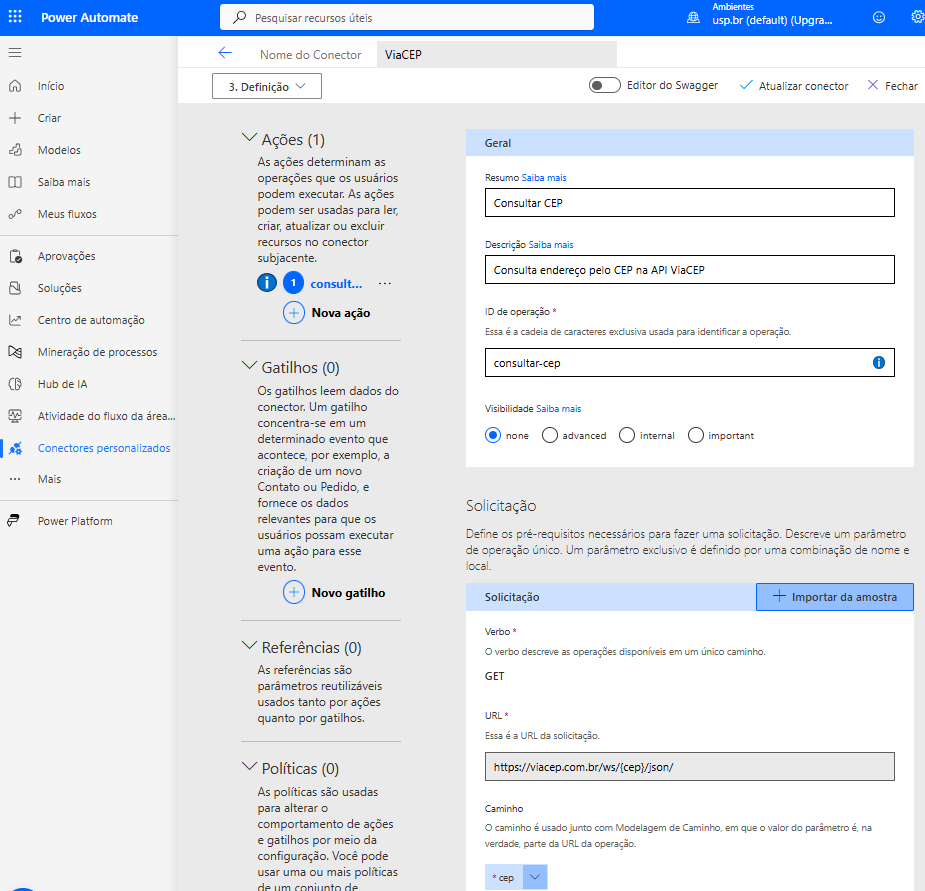 Power Automate
Pesquisar recursos úteis
Ambientes
usp.br (default) (Upgra...
Início
Criar
Modelos
Saiba mais
Meus fluxos
Aprovações
Soluções
Centro de automação
Mineração de processos
Hub de IA
Atividade do fluxo da área...
Conectores personalizados
Mais
Power Platform
Nome do Conector
ViaCEP
3. Definição
Editor do Swagger
Atualizar conector
Fechar
Ações (1)
As ações determinam as
operações que os usuários
podem executar. As ações
podem ser usadas para ler,
criar, atualizar ou excluir
recursos no conector
subjacente.
1 consult... ...
Nova ação
Gatilhos (0)
Os gatilhos leem dados do
conector. Um gatilho
concentra-se em um
determinado evento que
acontece, por exemplo, a
criação de um novo
Contato ou Pedido, e
fornece os dados
relevantes para que os
usuários possam executar
uma ação para esse
evento.
Novo gatilho
Referências (0)
As referências são
parâmetros reutilizáveis
usados tanto por ações
quanto por gatilhos.
Políticas (0)
As políticas são usadas
para alterar o
comportamento de ações
e gatilhos por meio da
configuração. Você pode
usar uma ou mais políticas
de um conjunto de
Geral
Resumo Saiba mais
Consultar CEP
Descrição Saiba mais
Consulta endereço pelo CEP na API ViaCEP
ID de operação *
Essa é a cadeia de caracteres exclusiva usada para identificar a operação.
consultar-cep
Visibilidade Saiba mais
none advanced internal important
Solicitação
Define os pré-requisitos necessários para fazer uma solicitação. Descreve um parâmetro
de operação único. Um parâmetro exclusivo é definido por uma combinação de nome e
local.
Solicitação
Importar da amostra
Verbo *
O verbo descreve as operações disponíveis em um único caminho.
GET
URL *
Essa é a URL da solicitação.
https://viacep.com.br/ws/{cep}/json/
Caminho
O caminho é usado junto com Modelagem de Caminho, em que o valor do parâmetro é, na
verdade, parte da URL da operação.
* cep